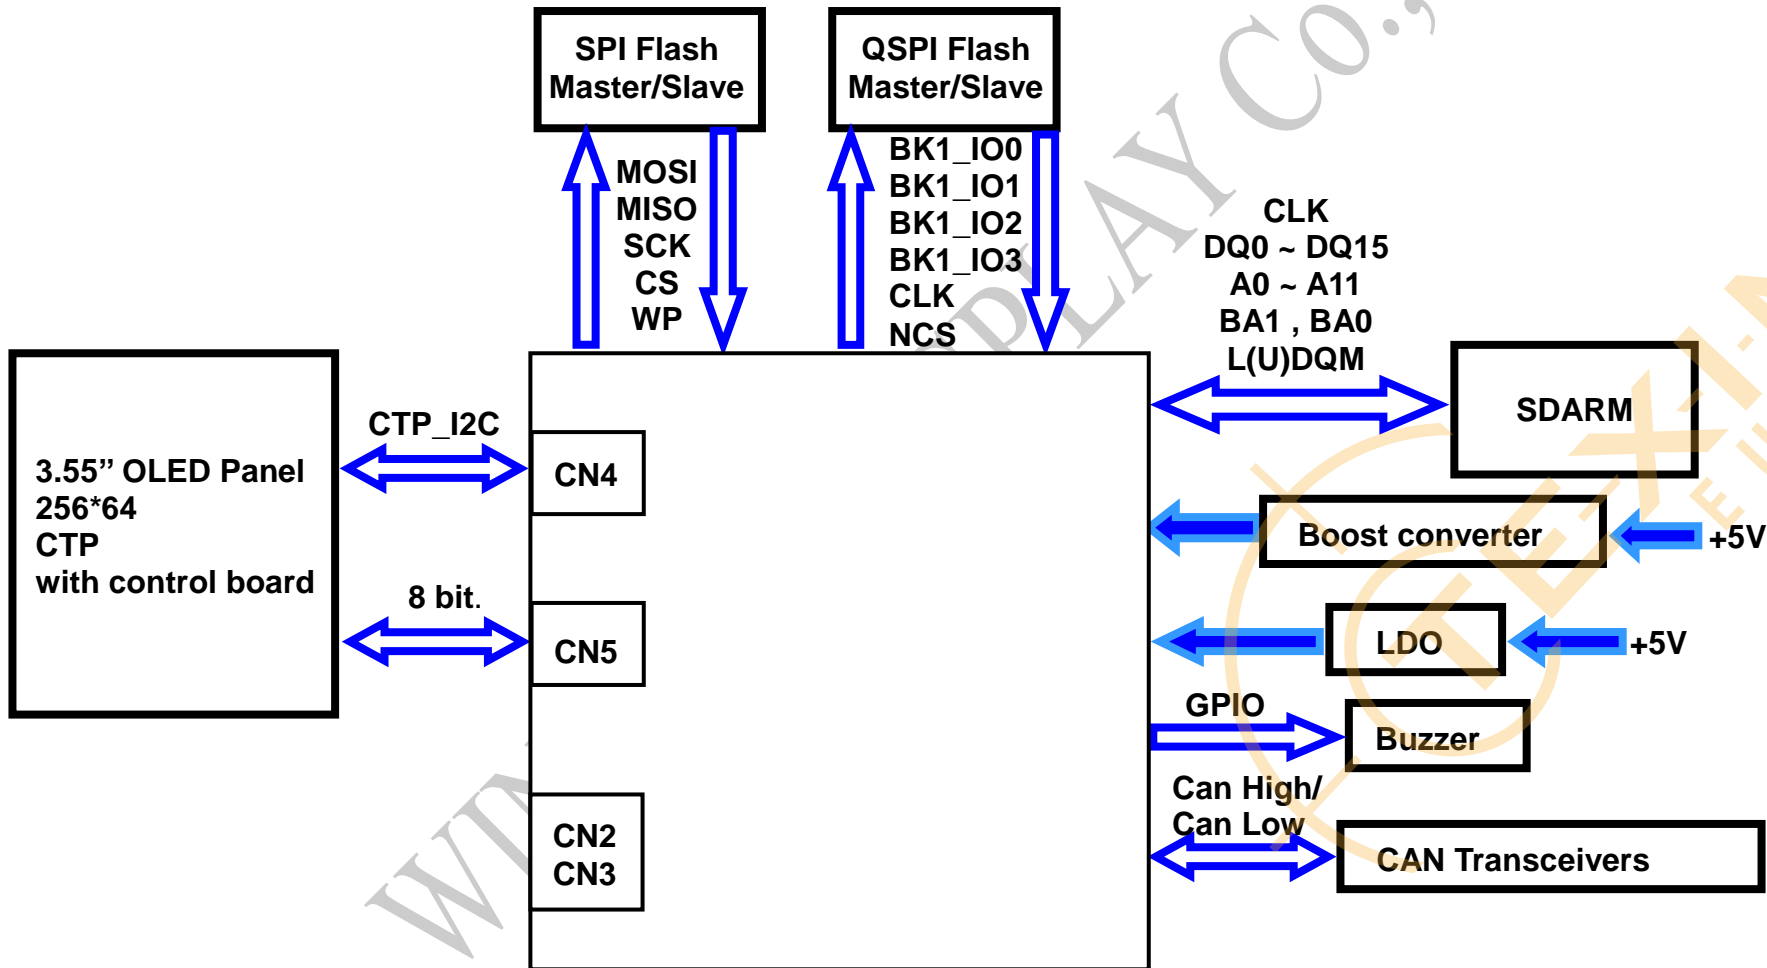 SPI Flash
Master/Slave
QSPI Flash
Master/Slave
MOSI
MISO
SCK
CS
WP
BK1_IO0
BK1_IO1
BK1_IO2
BK1_IO3
CLK
NCS
CLK
DQ0 ~ DQ15
A0 ~ A11
BA1 , BA0
L(U)DQM
SDARM
3.55’’ OLED Panel
256*64
CTP
with control board
CTP_I2C
CN4
8 bit.
CN5
CN2
CN3
Boost converter
+5V
LDO
+5V
GPIO
Buzzer
Can High/
Can Low
CAN Transceivers
PLAY Co.,
TEXI